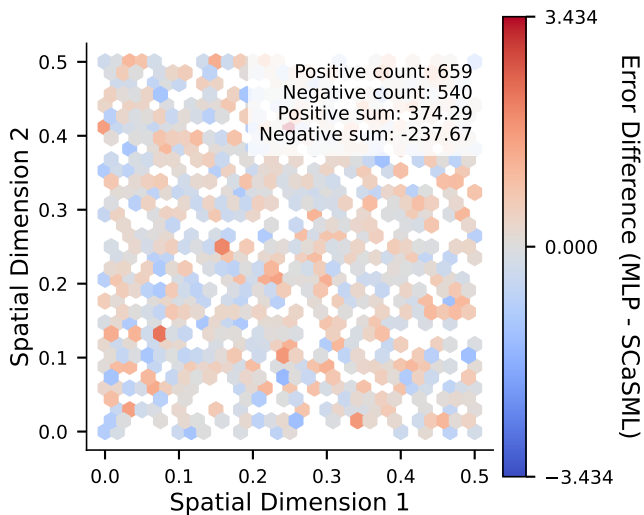 Positive count: 659
Negative count: 540
Positive sum: 374.29
Negative sum: -237.67
0.5
0.4
0.3
0.2
0.1
0.0
Spatial Dimension 2
0.0
0.1
0.2
0.3
0.4
0.5
Spatial Dimension 1
3.434
0.000
−3.434
Error Difference (MLP - SCaSML)